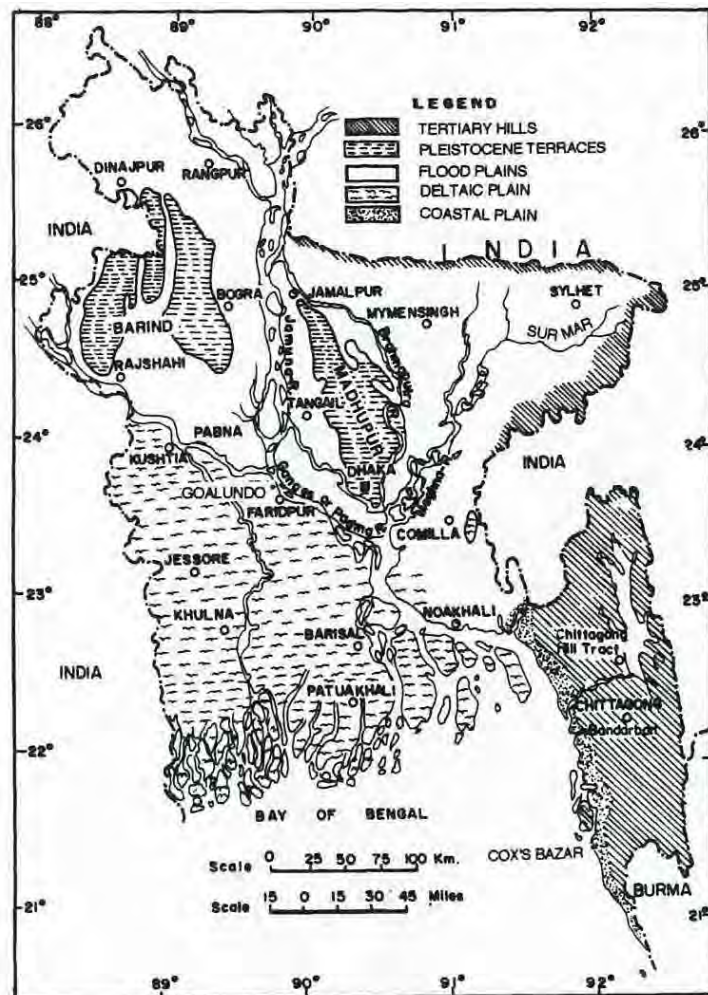 88° 89° 90° 91° 92°
LEGEND
TERTIARY HILLS
PLEISTOCENE TERRACES
FLOOD PLAINS
DELTAIC PLAIN
COASTAL PLAIN
26° 26°
DINAJPUR
RANGPUR
INDIA
INDIA
25° 25°
JAMALPUR
SYLHET
BOGRA
MYMENSINGH
BARIND
SUR MAR
RAJSHAHI
MADHUPUR
TANGAIL
24° 24°
PABNA
KUSHTIA
DHAKA
INDIA
GOALUNDO
Ganges or Padma R.
FARIDPUR
COMILLA
JESSORE
23° 23°
KHULNA
NOAKHALI
BARISAL
Chittagong
Hill Tract
INDIA
PATUAKHALI
CHITTAGONG
Bandarban
22° 22°
BAY OF BENGAL
Scale 0 25 50 75 100 Km.
COX'S BAZAR
Scale 15 0 15 30 45 Miles
BURMA
21° 21°
89° 90° 91° 92°